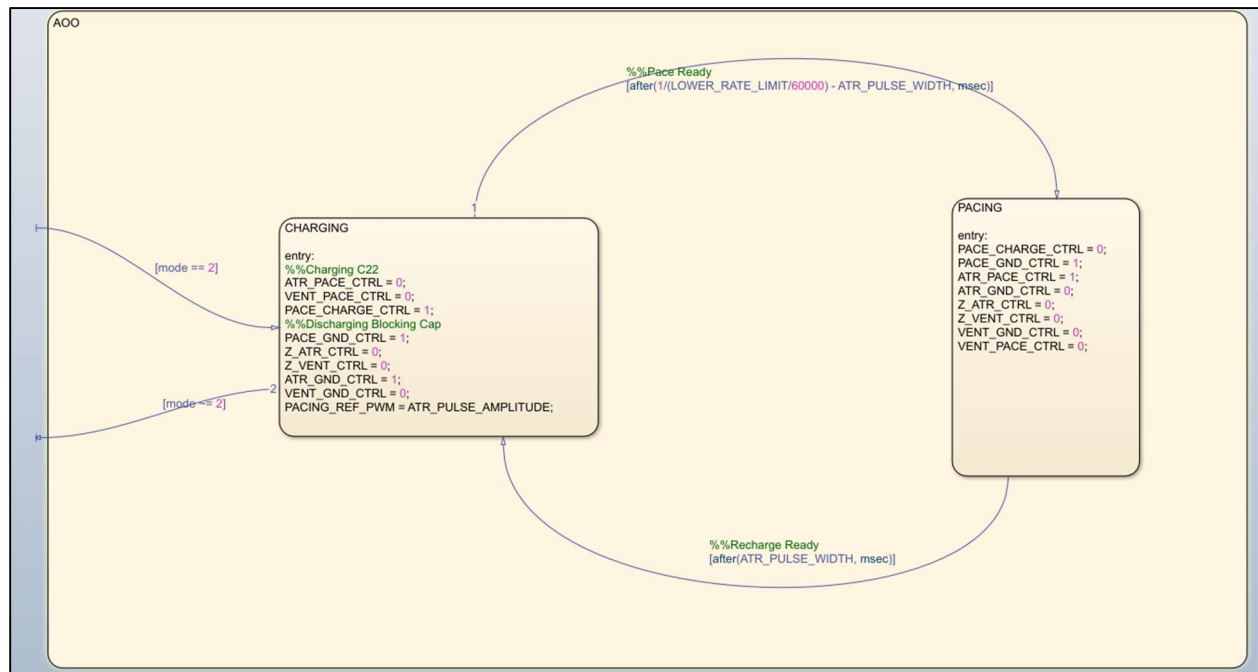 AOO
%%Pace Ready
[after(1/(LOWER_RATE_LIMIT/60000) - ATR_PULSE_WIDTH, msec)]
1
CHARGING
entry:
%%Charging C22
ATR_PACE_CTRL = 0;
VENT_PACE_CTRL = 0;
PACE_CHARGE_CTRL = 1;
%%Discharging Blocking Cap
PACE_GND_CTRL = 1;
Z_ATR_CTRL = 0;
Z_VENT_CTRL = 0;
ATR_GND_CTRL = 1;
VENT_GND_CTRL = 0;
PACING_REF_PWM = ATR_PULSE_AMPLITUDE;
[mode == 2]
2
[mode ~= 2]
PACING
entry:
PACE_CHARGE_CTRL = 0;
PACE_GND_CTRL = 1;
ATR_PACE_CTRL = 1;
ATR_GND_CTRL = 0;
Z_ATR_CTRL = 0;
Z_VENT_CTRL = 0;
VENT_GND_CTRL = 0;
VENT_PACE_CTRL = 0;
%%Recharge Ready
[after(ATR_PULSE_WIDTH, msec)]